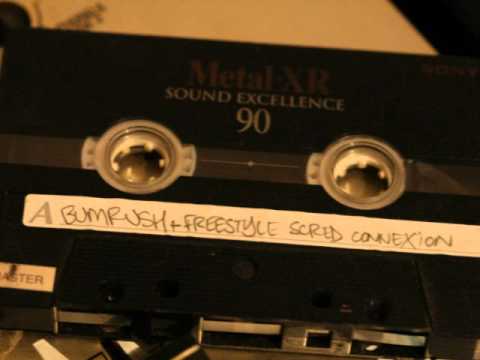 Metal-XR
SONY
SOUND EXCELLENCE
90
A BUMRUSH + FREESTYLE SCRED CONNEXION
ASTER